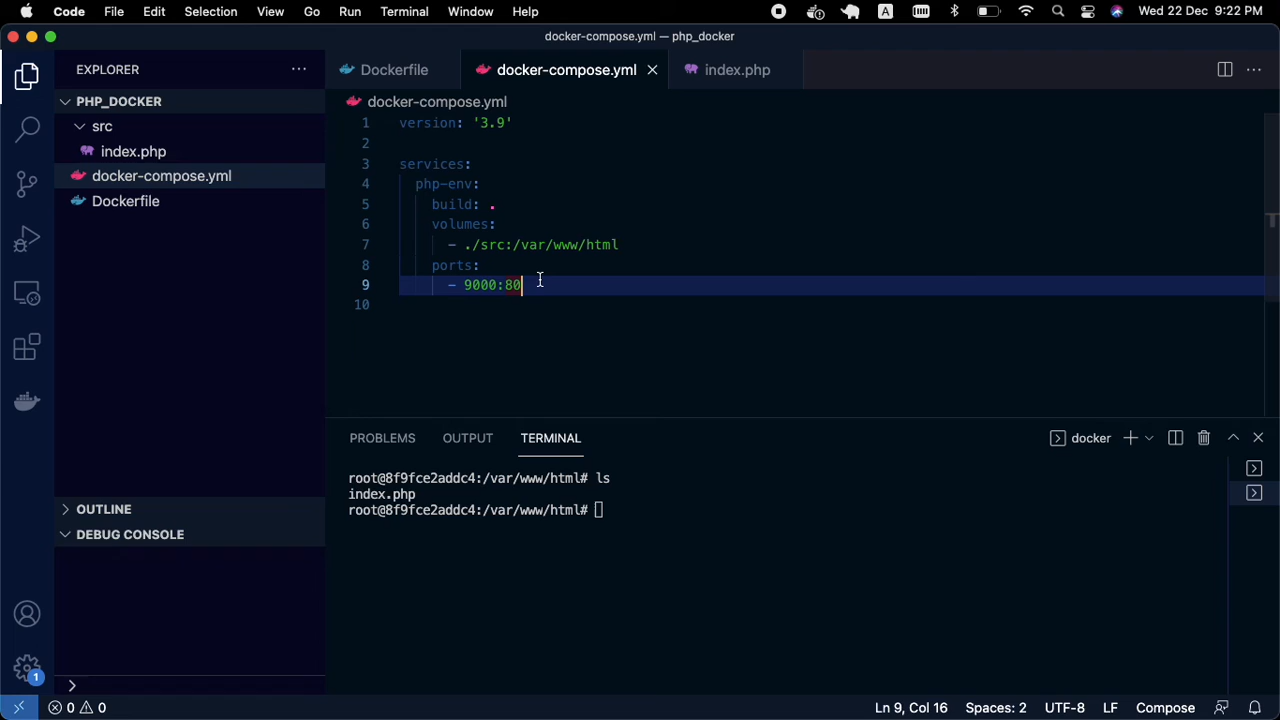 Code File Edit Selection View Go Run Terminal Window Help A Wed 22 Dec 9:22 PM
docker-compose.yml — php_docker
EXPLORER
Dockerfile docker-compose.yml index.php
PHP_DOCKER
src
index.php
docker-compose.yml
Dockerfile
OUTLINE
DEBUG CONSOLE
docker-compose.yml
1 version: '3.9'
2
3 services:
4 php-env:
5 build: .
6 volumes:
7 - ./src:/var/www/html
8 ports:
9 - 9000:80
10
PROBLEMS OUTPUT TERMINAL docker
root@8f9fce2addc4:/var/www/html# ls
index.php
root@8f9fce2addc4:/var/www/html#
1
0 0 Ln 9, Col 16 Spaces: 2 UTF-8 LF Compose